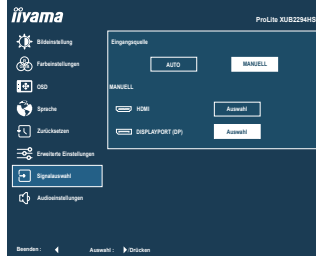 iiyama
ProLite XUB2294HS
Bildeinstellung
Farbeinstellungen
OSD
Sprache
Zurücksetzen
Erweiterte Einstellungen
Signalauswahl
Audioeinstellungen
Eingangsquelle
AUTO MANUELL
MANUELL
HDMI Auswahl
DISPLAYPORT (DP) Auswahl
Beenden : Auswahl : /Drücken